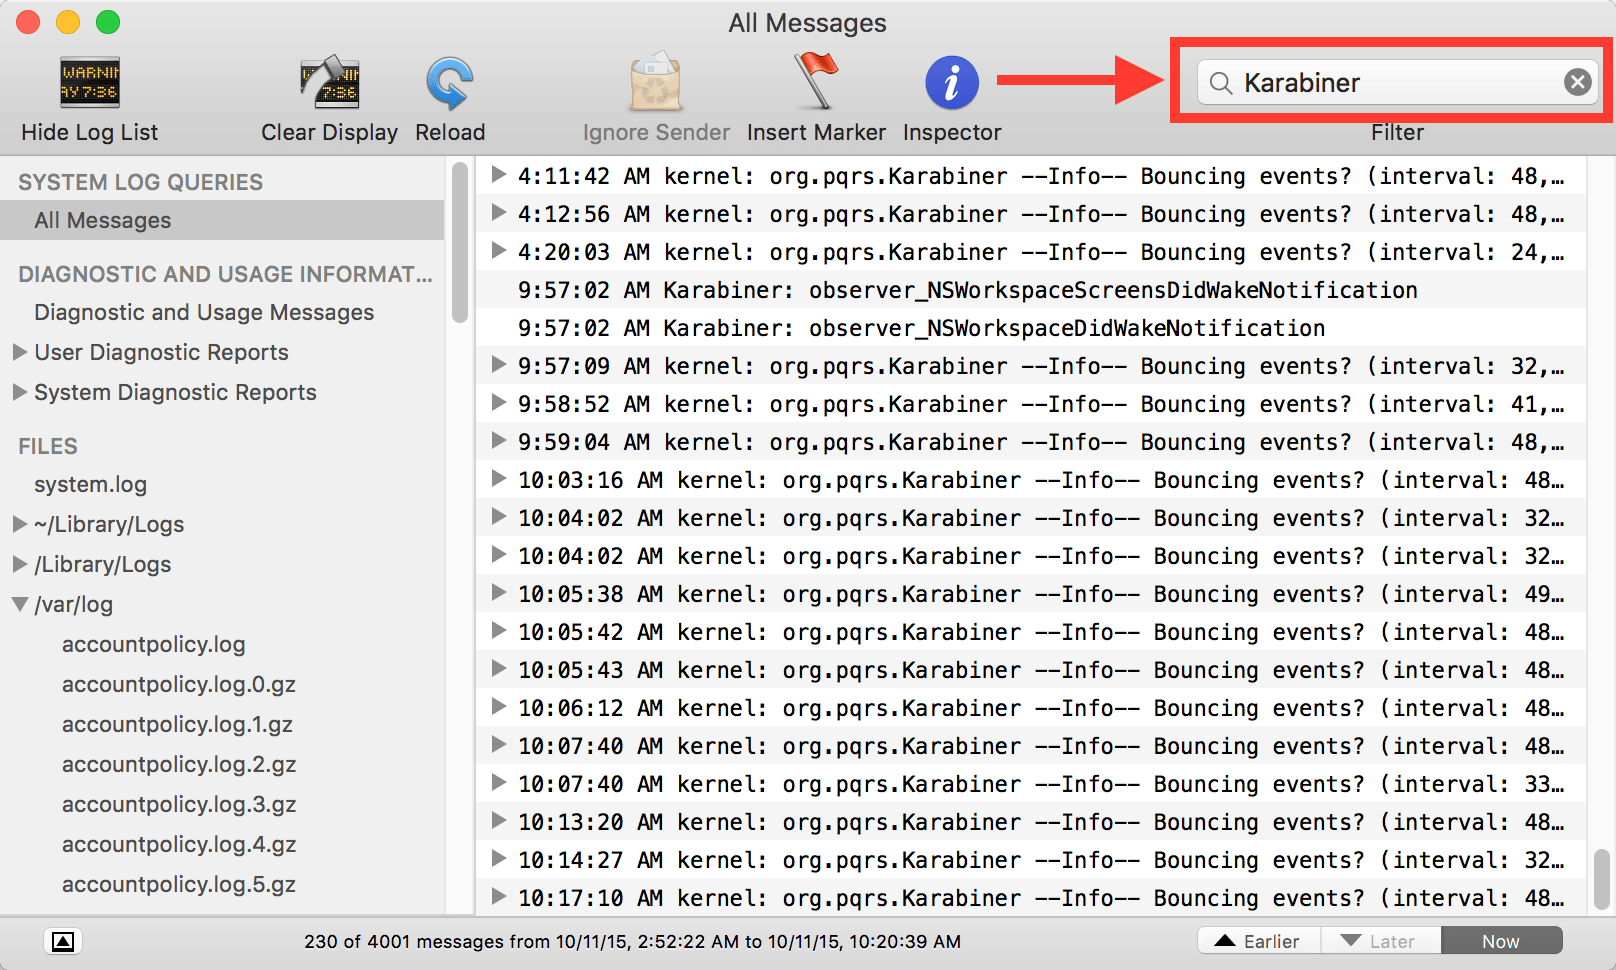 All Messages
Hide Log List
Clear Display
Reload
Ignore Sender
Insert Marker
Inspector
Karabiner
Filter
SYSTEM LOG QUERIES
All Messages
DIAGNOSTIC AND USAGE INFORMAT...
Diagnostic and Usage Messages
User Diagnostic Reports
System Diagnostic Reports
FILES
system.log
~/Library/Logs
/Library/Logs
/var/log
accountpolicy.log
accountpolicy.log.0.gz
accountpolicy.log.1.gz
accountpolicy.log.2.gz
accountpolicy.log.3.gz
accountpolicy.log.4.gz
accountpolicy.log.5.gz
4:11:42 AM kernel: org.pqrs.Karabiner --Info-- Bouncing events? (interval: 48,…
4:12:56 AM kernel: org.pqrs.Karabiner --Info-- Bouncing events? (interval: 48,…
4:20:03 AM kernel: org.pqrs.Karabiner --Info-- Bouncing events? (interval: 24,…
9:57:02 AM Karabiner: observer_NSWorkspaceScreensDidWakeNotification
9:57:02 AM Karabiner: observer_NSWorkspaceDidWakeNotification
9:57:09 AM kernel: org.pqrs.Karabiner --Info-- Bouncing events? (interval: 32,…
9:58:52 AM kernel: org.pqrs.Karabiner --Info-- Bouncing events? (interval: 41,…
9:59:04 AM kernel: org.pqrs.Karabiner --Info-- Bouncing events? (interval: 48,…
10:03:16 AM kernel: org.pqrs.Karabiner --Info-- Bouncing events? (interval: 48…
10:04:02 AM kernel: org.pqrs.Karabiner --Info-- Bouncing events? (interval: 32…
10:04:02 AM kernel: org.pqrs.Karabiner --Info-- Bouncing events? (interval: 32…
10:05:38 AM kernel: org.pqrs.Karabiner --Info-- Bouncing events? (interval: 49…
10:05:42 AM kernel: org.pqrs.Karabiner --Info-- Bouncing events? (interval: 48…
10:05:43 AM kernel: org.pqrs.Karabiner --Info-- Bouncing events? (interval: 48…
10:06:12 AM kernel: org.pqrs.Karabiner --Info-- Bouncing events? (interval: 48…
10:07:40 AM kernel: org.pqrs.Karabiner --Info-- Bouncing events? (interval: 48…
10:07:40 AM kernel: org.pqrs.Karabiner --Info-- Bouncing events? (interval: 33…
10:13:20 AM kernel: org.pqrs.Karabiner --Info-- Bouncing events? (interval: 48…
10:14:27 AM kernel: org.pqrs.Karabiner --Info-- Bouncing events? (interval: 32…
10:17:10 AM kernel: org.pqrs.Karabiner --Info-- Bouncing events? (interval: 48…
230 of 4001 messages from 10/11/15, 2:52:22 AM to 10/11/15, 10:20:39 AM
Earlier
Later
Now